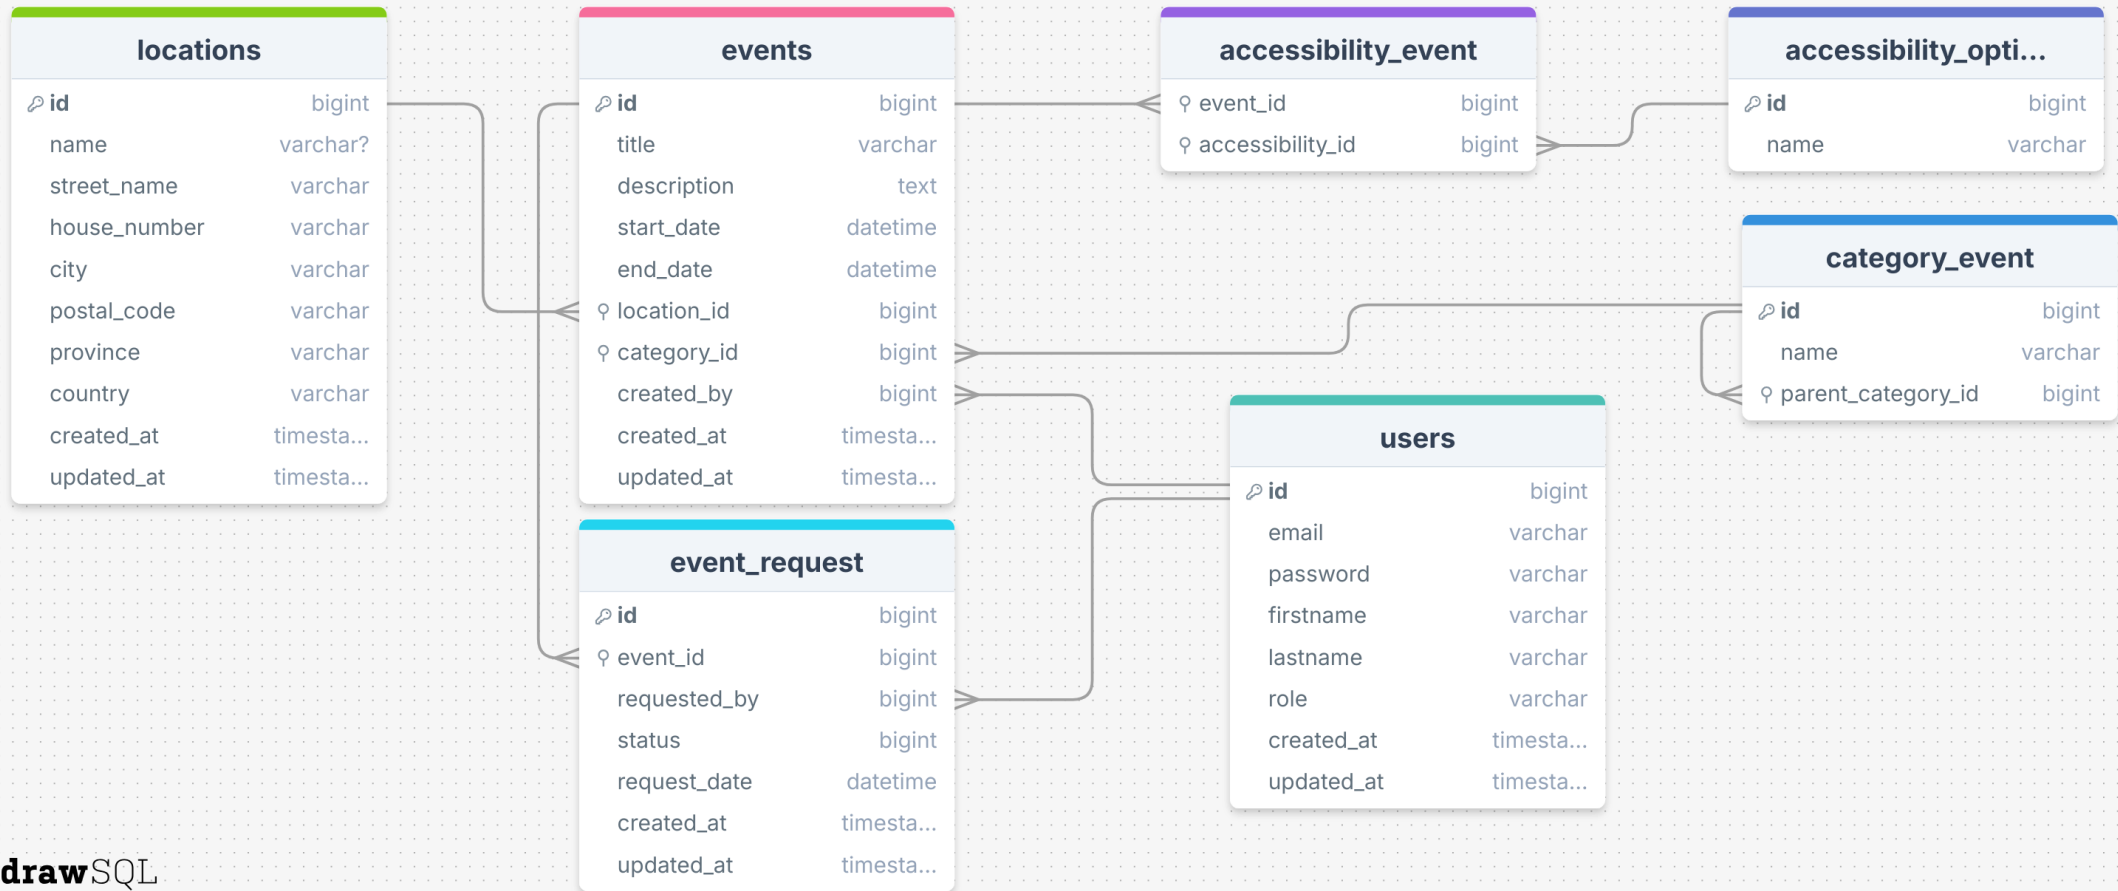 locations
id bigint
name varchar?
street_name varchar
house_number varchar
city varchar
postal_code varchar
province varchar
country varchar
created_at timesta...
updated_at timesta...
events
id bigint
title varchar
description text
start_date datetime
end_date datetime
location_id bigint
category_id bigint
created_by bigint
created_at timesta...
updated_at timesta...
accessibility_event
event_id bigint
accessibility_id bigint
accessibility_opti...
id bigint
name varchar
category_event
id bigint
name varchar
parent_category_id bigint
users
id bigint
email varchar
password varchar
firstname varchar
lastname varchar
role varchar
created_at timesta...
updated_at timesta...
event_request
id bigint
event_id bigint
requested_by bigint
status bigint
request_date datetime
created_at timesta...
updated_at timesta...
drawSQL